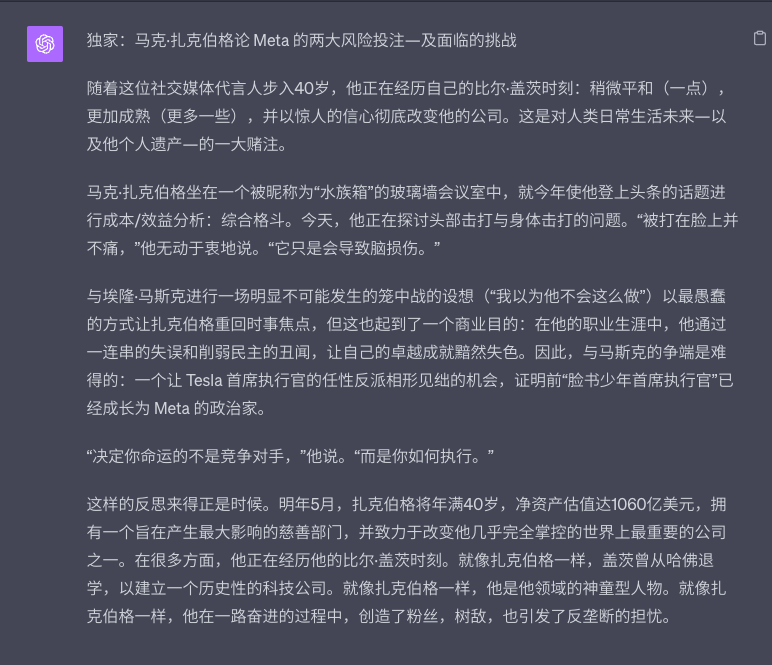 独家：马克·扎克伯格论 Meta 的两大风险投注—及面临的挑战
随着这位社交媒体代言人步入40岁，他正在经历自己的比尔·盖茨时刻：稍微平和（一点），
更加成熟（更多一些），并以惊人的信心彻底改变他的公司。这是对人类日常生活未来—以
及他个人遗产—的一大赌注。
马克·扎克伯格坐在一个被昵称为“水族箱”的玻璃墙会议室中，就今年使他登上头条的话题进
行成本/效益分析：综合格斗。今天，他正在探讨头部击打与身体击打的问题。“被打在脸上并
不痛，”他无动于衷地说。“它只是会导致脑损伤。”
与埃隆·马斯克进行一场明显不可能发生的笼中战的设想（“我以为他不会这么做”）以最愚蠢
的方式让扎克伯格重回时事焦点，但这也起到了一个商业目的：在他的职业生涯中，他通过
一连串的失误和削弱民主的丑闻，让自己的卓越成就黯然失色。因此，与马斯克的争端是难
得的：一个让 Tesla 首席执行官的任性反派相形见绌的机会，证明前“脸书少年首席执行官”已
经成长为 Meta 的政治家。
“决定你命运的不是竞争对手，”他说。“而是你如何执行。”
这样的反思来得正是时候。明年5月，扎克伯格将年满40岁，净资产估值达1060亿美元，拥
有一个旨在产生最大影响的慈善部门，并致力于改变他几乎完全掌控的世界上最重要的公司
之一。在很多方面，他正在经历他的比尔·盖茨时刻。就像扎克伯格一样，盖茨曾从哈佛退
学，以建立一个历史性的科技公司。就像扎克伯格一样，他是他领域的神童型人物。就像扎
克伯格一样，他在一路奋进的过程中，创造了粉丝，树敌，也引发了反垄断的担忧。